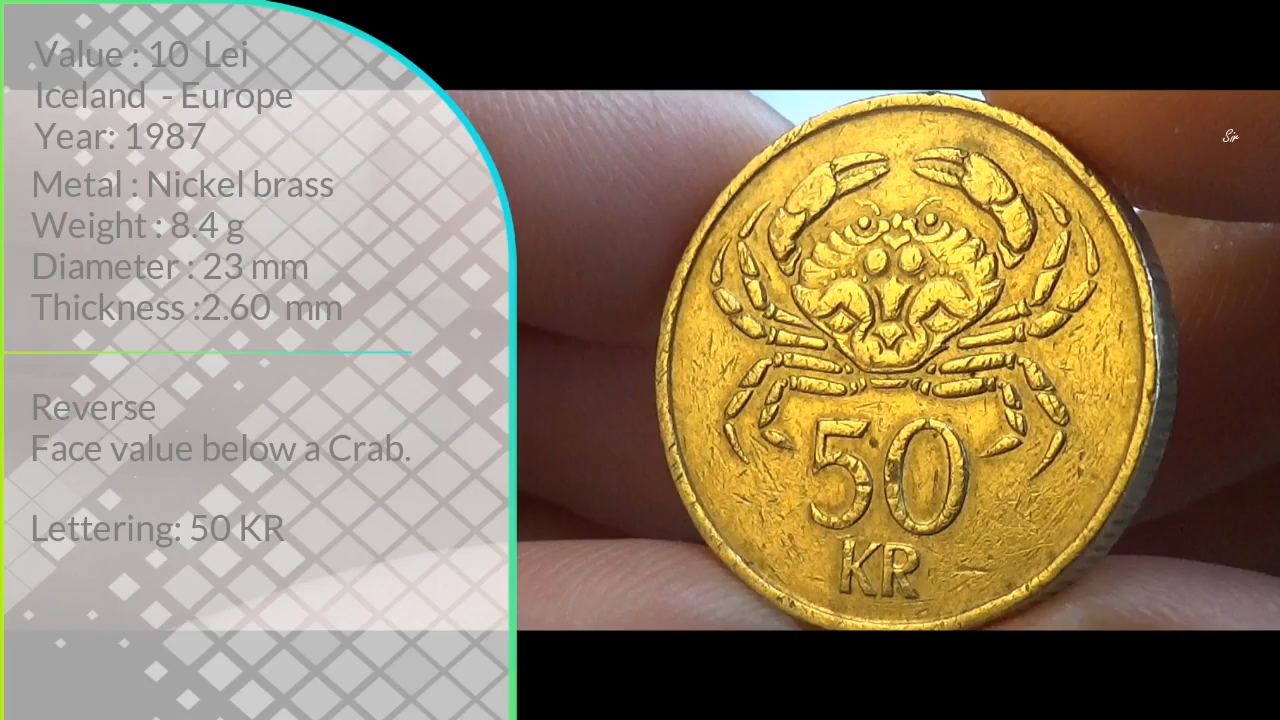 Value : 10 Lei
Iceland - Europe
Year: 1987
Metal : Nickel brass
Weight : 8.4 g
Diameter : 23 mm
Thickness :2.60 mm
Reverse
Face value below a Crab.
Lettering: 50 KR
50
KR
Sir